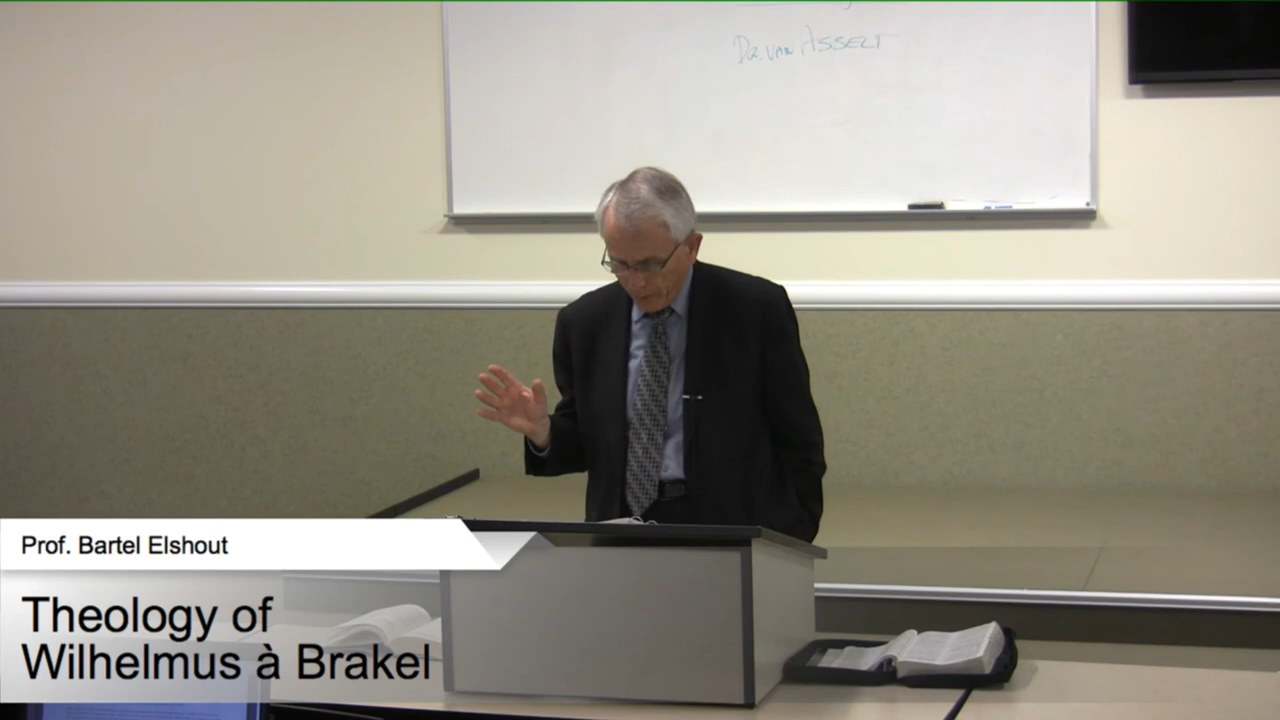 Dr. van Asselt
Prof. Bartel Elshout
Theology of
Wilhelmus à Brakel